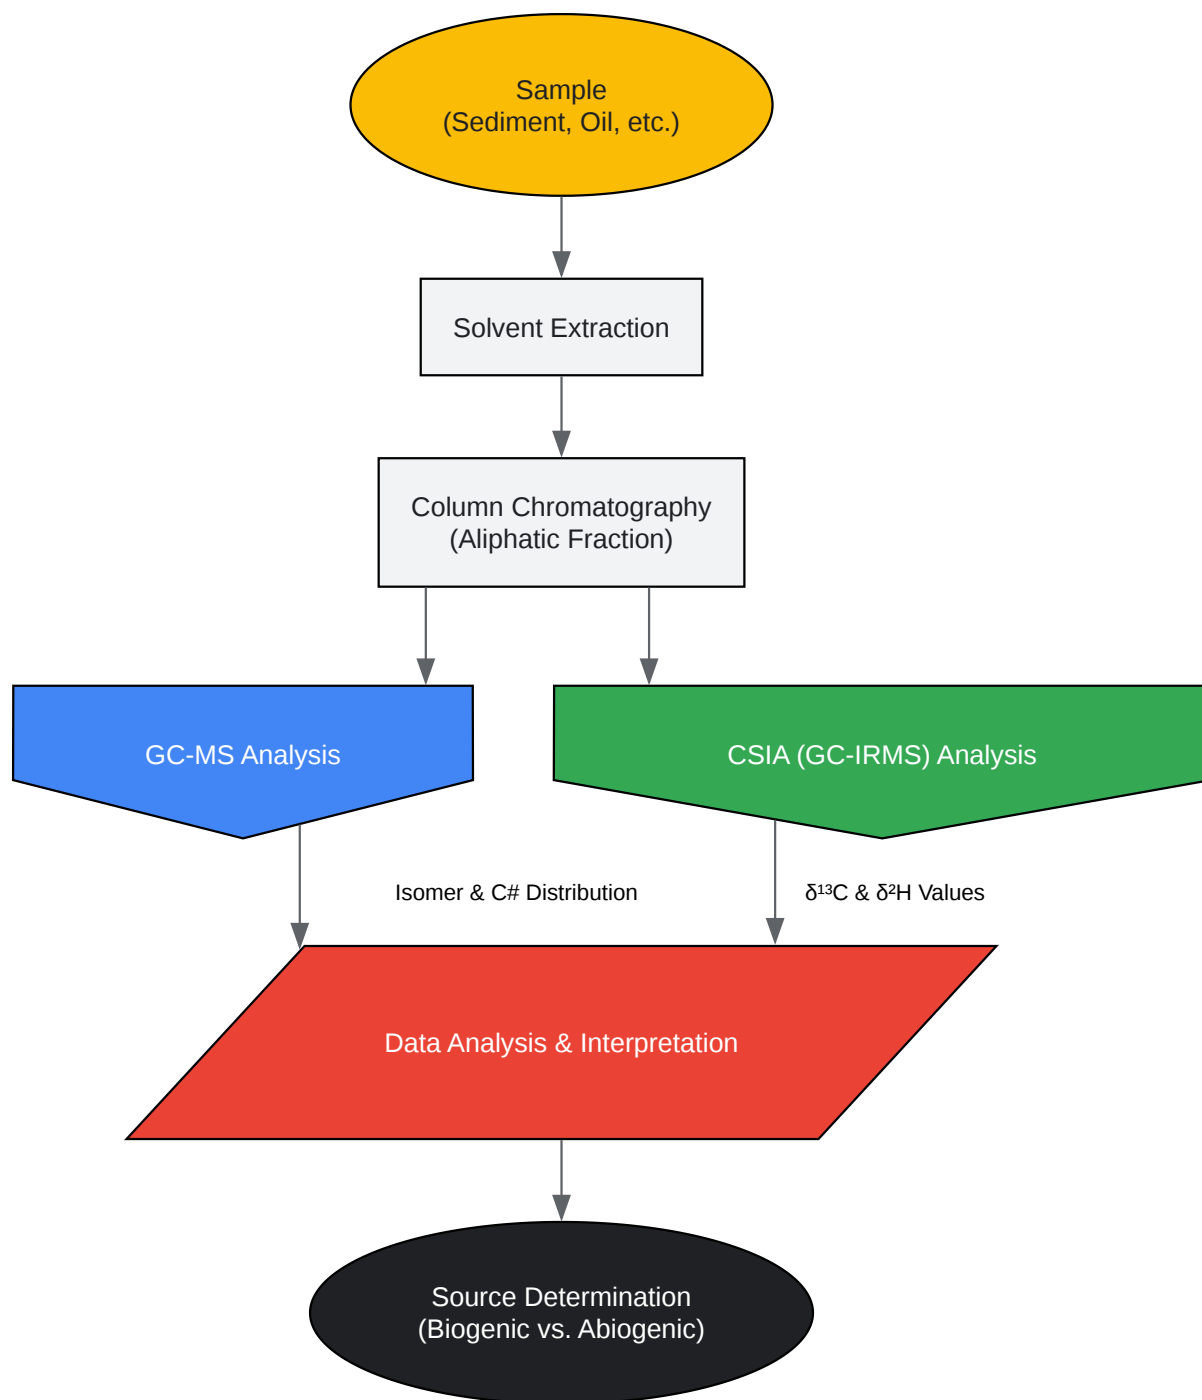 Sample
(Sediment, Oil, etc.)
Solvent Extraction
Column Chromatography
(Aliphatic Fraction)
GC-MS Analysis
CSIA (GC-IRMS) Analysis
Isomer & C# Distribution
δ¹³C & δ²H Values
Data Analysis & Interpretation
Source Determination
(Biogenic vs. Abiogenic)